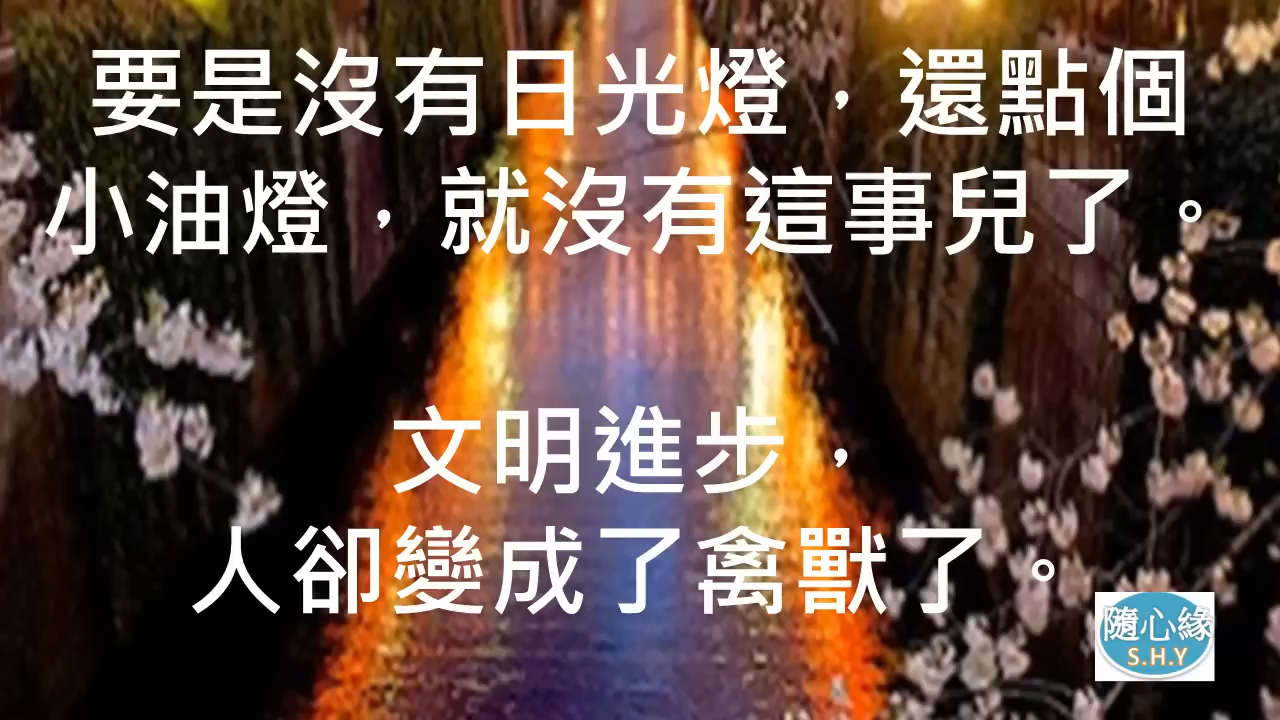 要是沒有日光燈，還點個
小油燈，就沒有這事兒了。
文明進步，
人卻變成了禽獸了。
隨心緣
S.H.Y